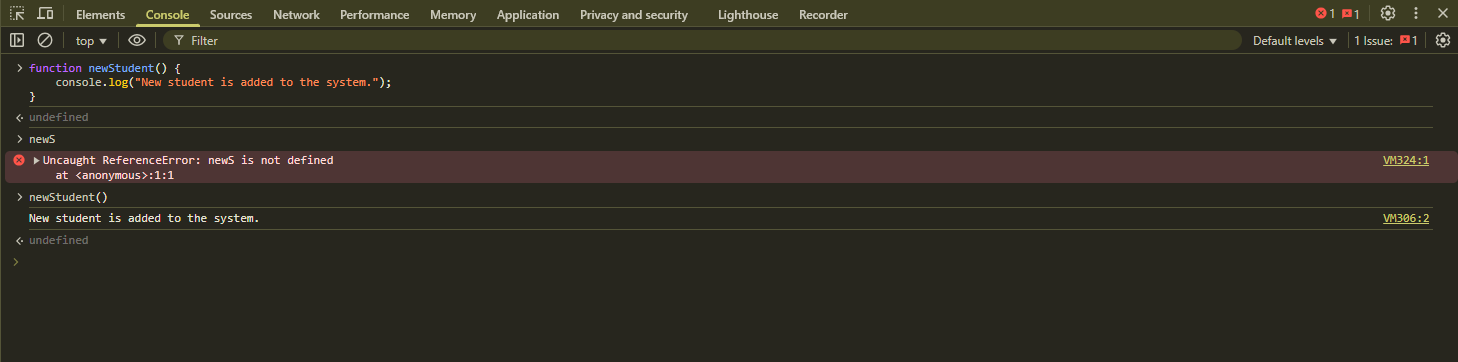 Elements Console Sources Network Performance Memory Application Privacy and security Lighthouse Recorder 1 1
top Filter Default levels 1 Issue: 1
function newStudent() {
    console.log("New student is added to the system.");
}
undefined
newS
Uncaught ReferenceError: newS is not defined VM324:1
    at <anonymous>:1:1
newStudent()
New student is added to the system. VM306:2
undefined